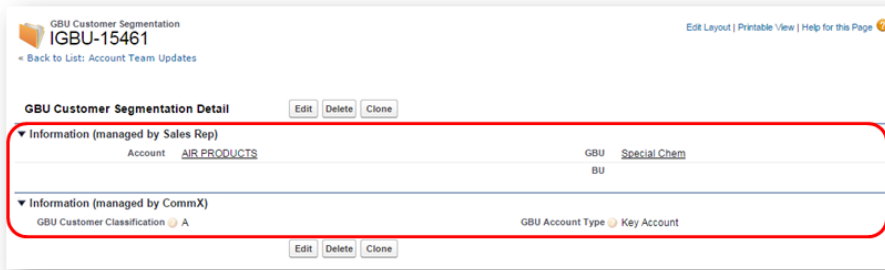 GBU Customer Segmentation
IGBU-15461
Edit Layout | Printable View | Help for this Page ?
« Back to List: Account Team Updates
GBU Customer Segmentation Detail Edit Delete Clone
▼ Information (managed by Sales Rep)
Account AIR PRODUCTS GBU Special Chem
BU
▼ Information (managed by CommX)
GBU Customer Classification A GBU Account Type Key Account
Edit Delete Clone